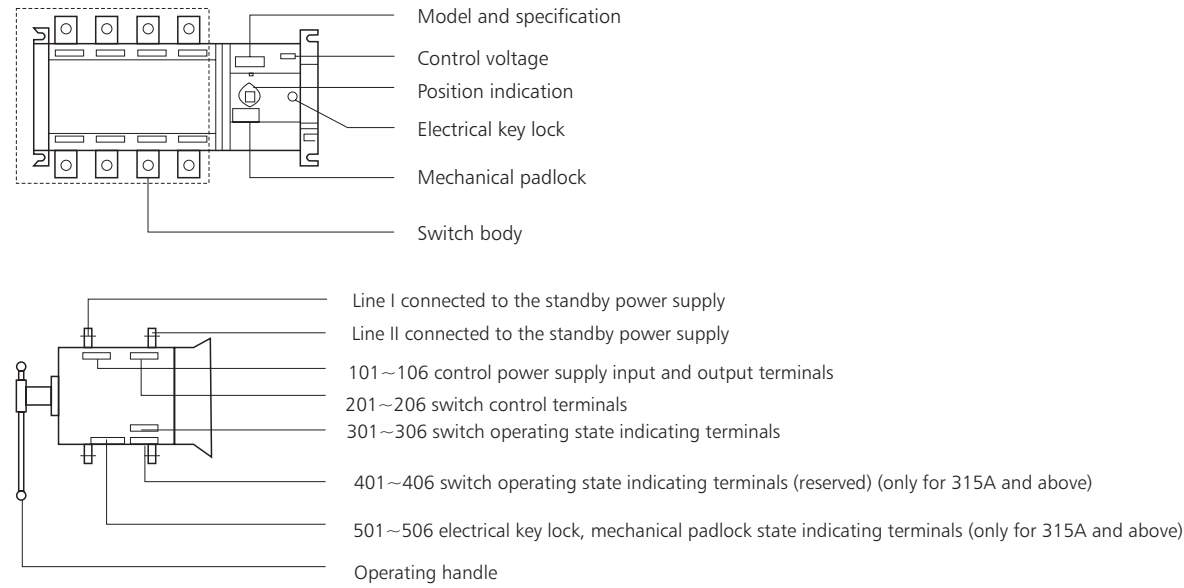 Model and specification
Control voltage
Position indication
Electrical key lock
Mechanical padlock
Switch body
Line I connected to the standby power supply
Line II connected to the standby power supply
101~106 control power supply input and output terminals
201~206 switch control terminals
301~306 switch operating state indicating terminals
401~406 switch operating state indicating terminals (reserved) (only for 315A and above)
501~506 electrical key lock, mechanical padlock state indicating terminals (only for 315A and above)
Operating handle